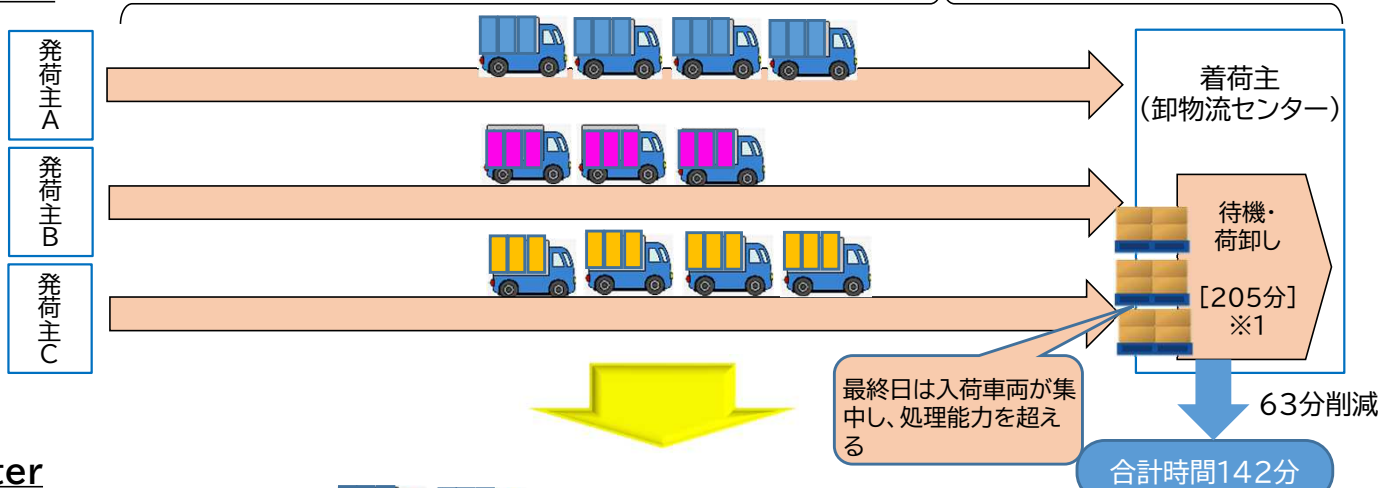 発荷主A
発荷主B
発荷主C
着荷主
(卸物流センター)
待機・
荷卸し
[205分]
※1
最終日は入荷車両が集
中し、処理能力を超え
る
63分削減
合計時間142分
ter